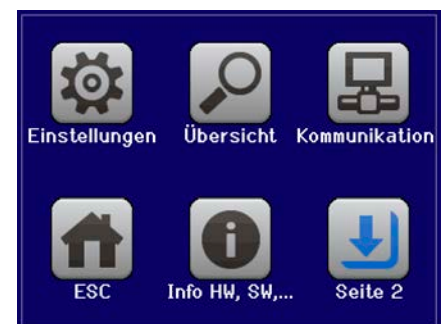 Einstellungen Übersicht Kommunikation
ESC Info HW, SW,... Seite 2